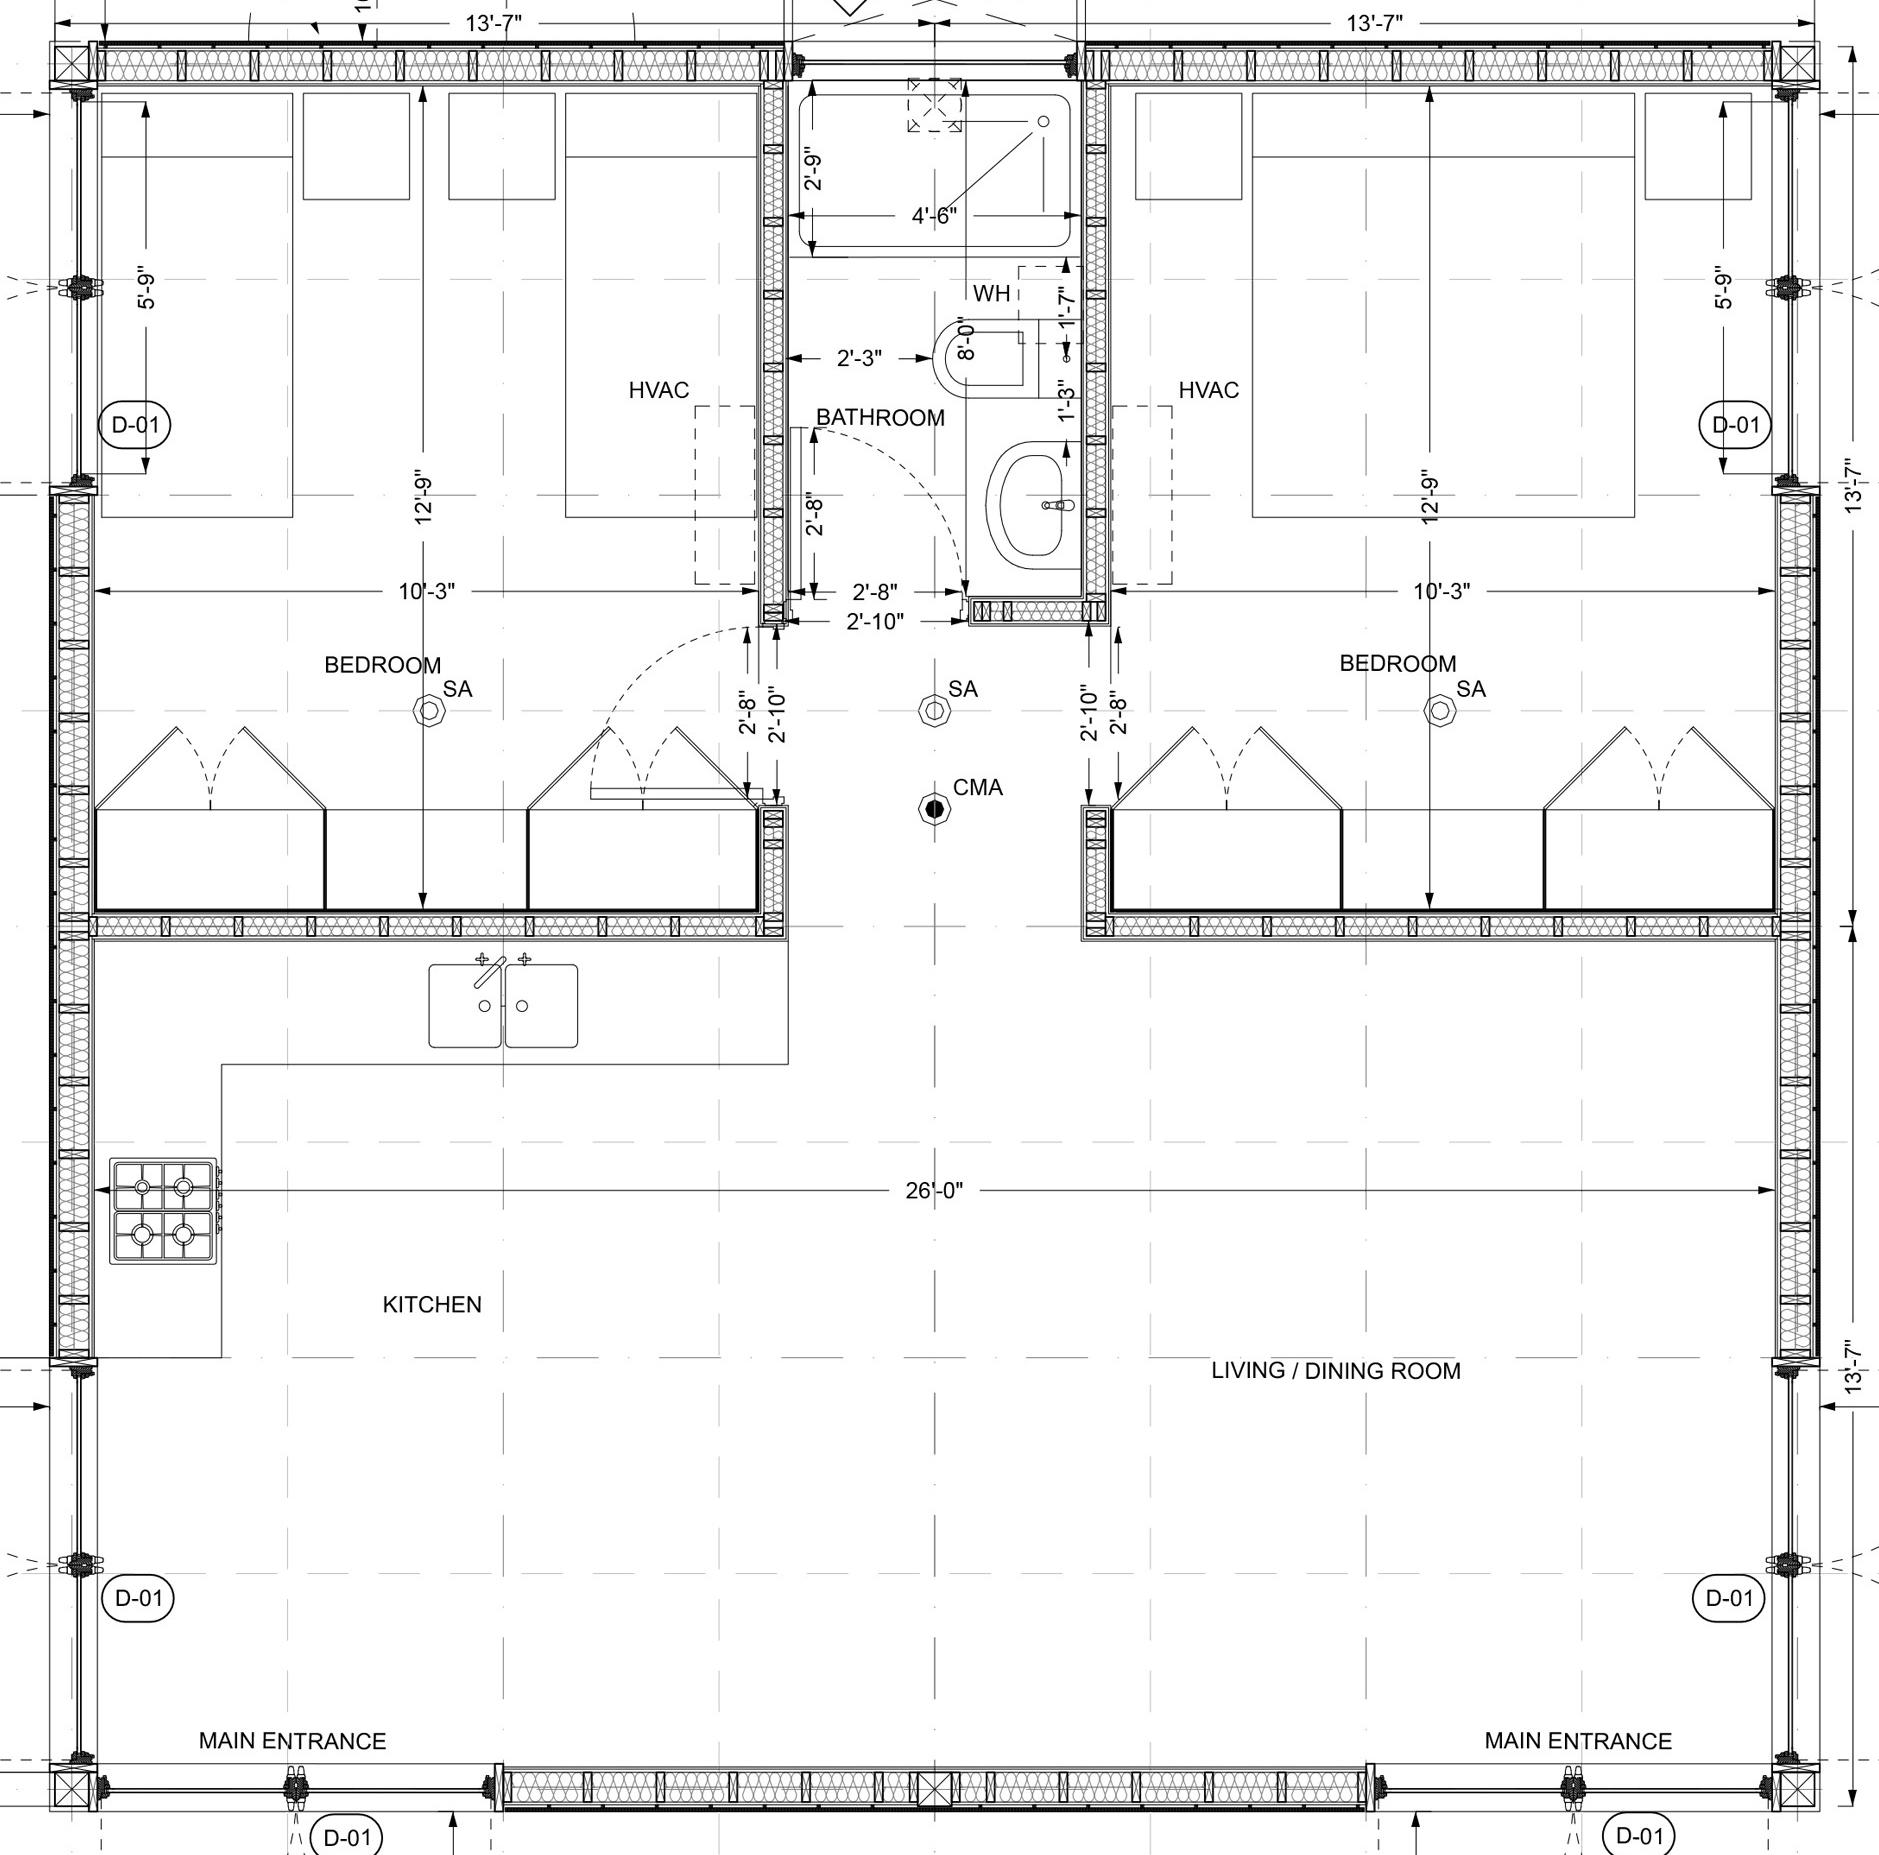 13'-7"
13'-7"
2'-9"
4'-6"
5'-9"
5'-9"
WH
1'-7"
8'-0"
2'-3"
HVAC
HVAC
1'-3"
BATHROOM
D-01
D-01
12'-9"
12'-9"
13'-7"
2'-8"
10'-3"
2'-8"
10'-3"
2'-10"
BEDROOM
BEDROOM
SA
SA
SA
2'-8"
2'-10"
2'-10"
2'-8"
CMA
26'-0"
KITCHEN
LIVING / DINING ROOM
13'-7"
D-01
D-01
MAIN ENTRANCE
MAIN ENTRANCE
D-01
D-01